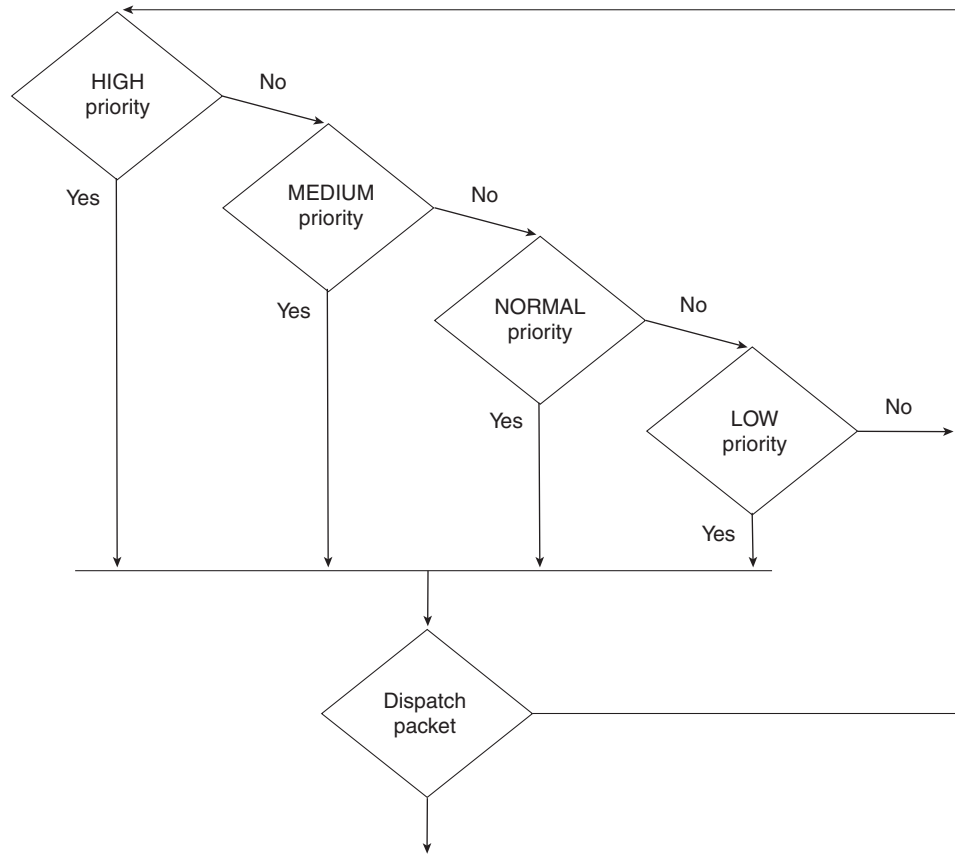 HIGH
priority
No
Yes
MEDIUM
priority
No
Yes
NORMAL
priority
No
Yes
LOW
priority
No
Yes
Dispatch
packet